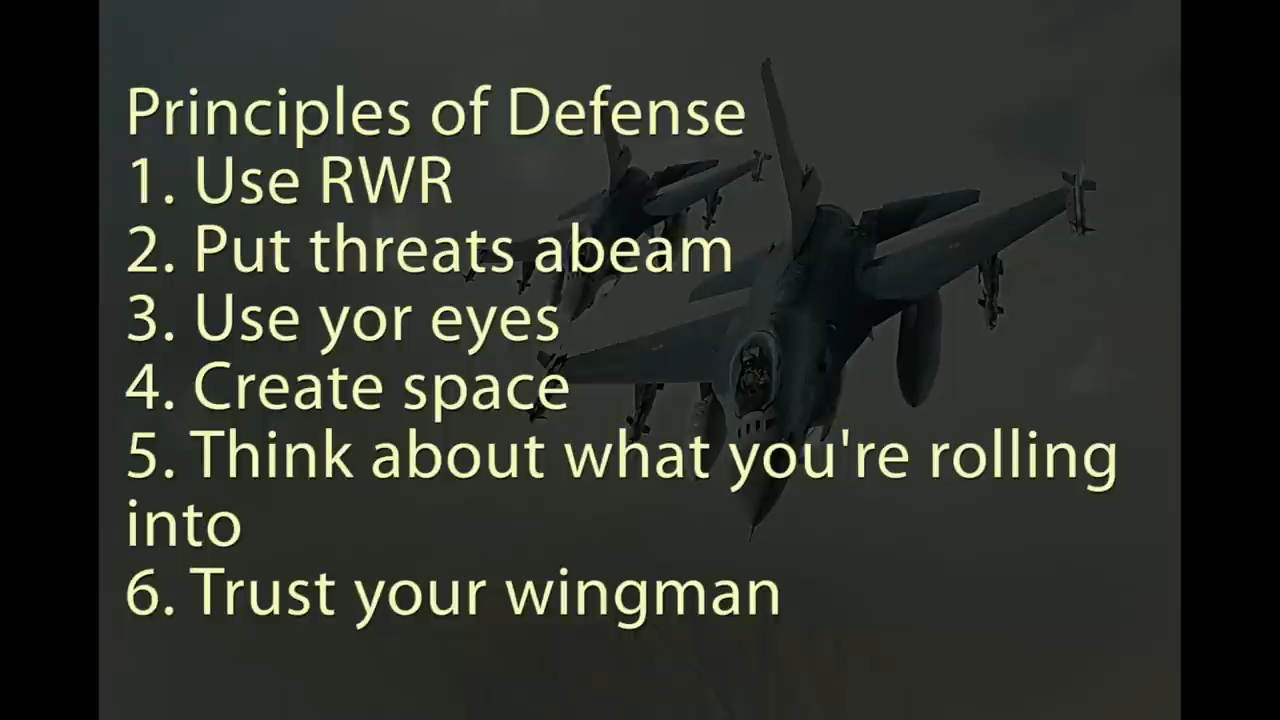 Principles of Defense
1. Use RWR
2. Put threats abeam
3. Use yor eyes
4. Create space
5. Think about what you're rolling
into
6. Trust your wingman